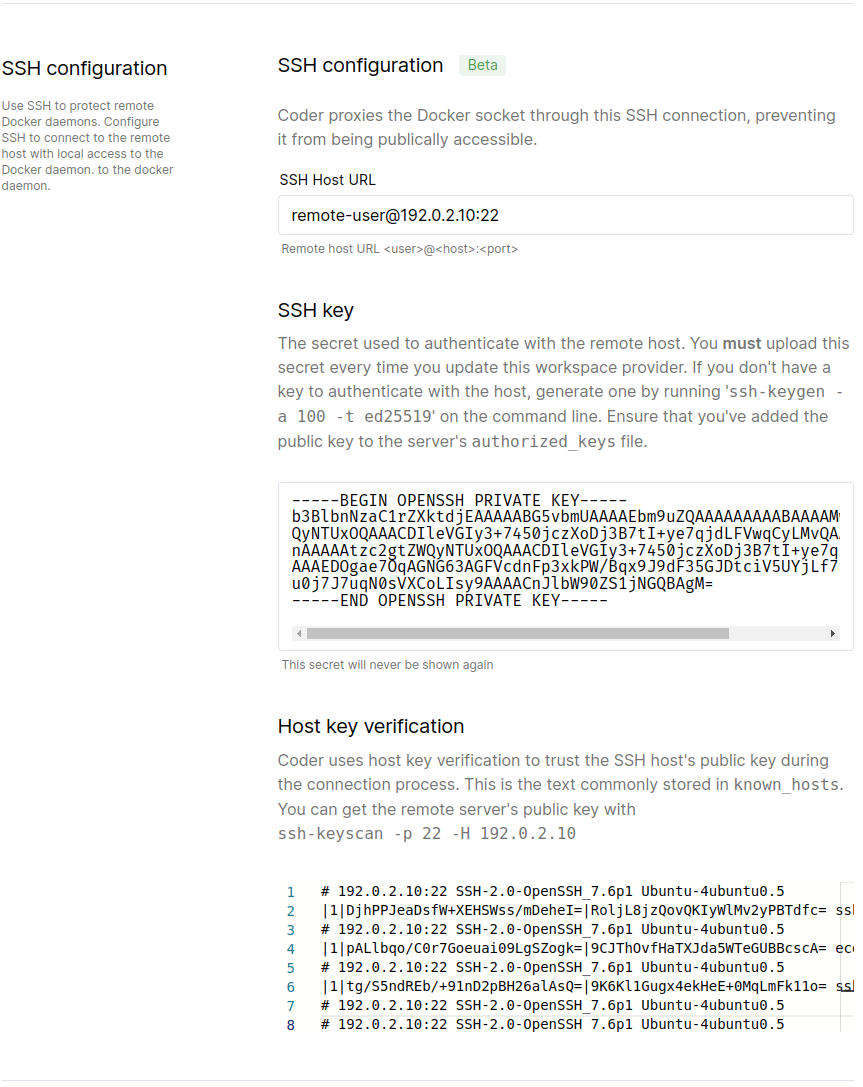 SSH configuration
Use SSH to protect remote
Docker daemons. Configure
SSH to connect to the remote
host with local access to the
Docker daemon. to the docker
daemon.
SSH configuration Beta
Coder proxies the Docker socket through this SSH connection, preventing
it from being publically accessible.
SSH Host URL
remote-user@192.0.2.10:22
Remote host URL <user>@<host>:<port>
SSH key
The secret used to authenticate with the remote host. You must upload this
secret every time you update this workspace provider. If you don't have a
key to authenticate with the host, generate one by running 'ssh-keygen -
a 100 -t ed25519' on the command line. Ensure that you've added the
public key to the server's authorized_keys file.
-----BEGIN OPENSSH PRIVATE KEY-----
b3BlbnNzaC1rZXktdjEAAAAABG5vbmUAAAAEbm9uZQAAAAAAAAABAAAAM
QyNTUxOQAAACDIleVGIy3+7450jczXoDj3B7tI+ye7qjdLFVwqCyLMvQA
nAAAAAtzc2gtZWQyNTUxOQAAACDIleVGIy3+7450jczXoDj3B7tI+ye7q
AAAEDOgae7OqAGNG63AGFVcdnFp3xkPW/Bqx9J9dF35GJDtciV5UYjLf7
u0j7J7uqN0sVXCoLIsy9AAAACnJlbW90ZS1jNGQBAgM=
-----END OPENSSH PRIVATE KEY-----
This secret will never be shown again
Host key verification
Coder uses host key verification to trust the SSH host's public key during
the connection process. This is the text commonly stored in known_hosts.
You can get the remote server's public key with
ssh-keyscan -p 22 -H 192.0.2.10
1 # 192.0.2.10:22 SSH-2.0-OpenSSH_7.6p1 Ubuntu-4ubuntu0.5
2 |1|DjhPPJeaDsfW+XEHSWss/mDeheI=|RoljL8jzQovQKIyWlMv2yPBTdfc= ss
3 # 192.0.2.10:22 SSH-2.0-OpenSSH_7.6p1 Ubuntu-4ubuntu0.5
4 |1|pALlbqo/C0r7Goeuai09LgSZogk=|9CJThOvfHaTXJda5WTeGUBBcscA= ec
5 # 192.0.2.10:22 SSH-2.0-OpenSSH_7.6p1 Ubuntu-4ubuntu0.5
6 |1|tg/S5ndREb/+91nD2pBH26alAsQ=|9K6Kl1Gugx4ekHeE+0MqLmFk11o= ss
7 # 192.0.2.10:22 SSH-2.0-OpenSSH_7.6p1 Ubuntu-4ubuntu0.5
8 # 192.0.2.10:22 SSH-2.0-OpenSSH_7.6p1 Ubuntu-4ubuntu0.5